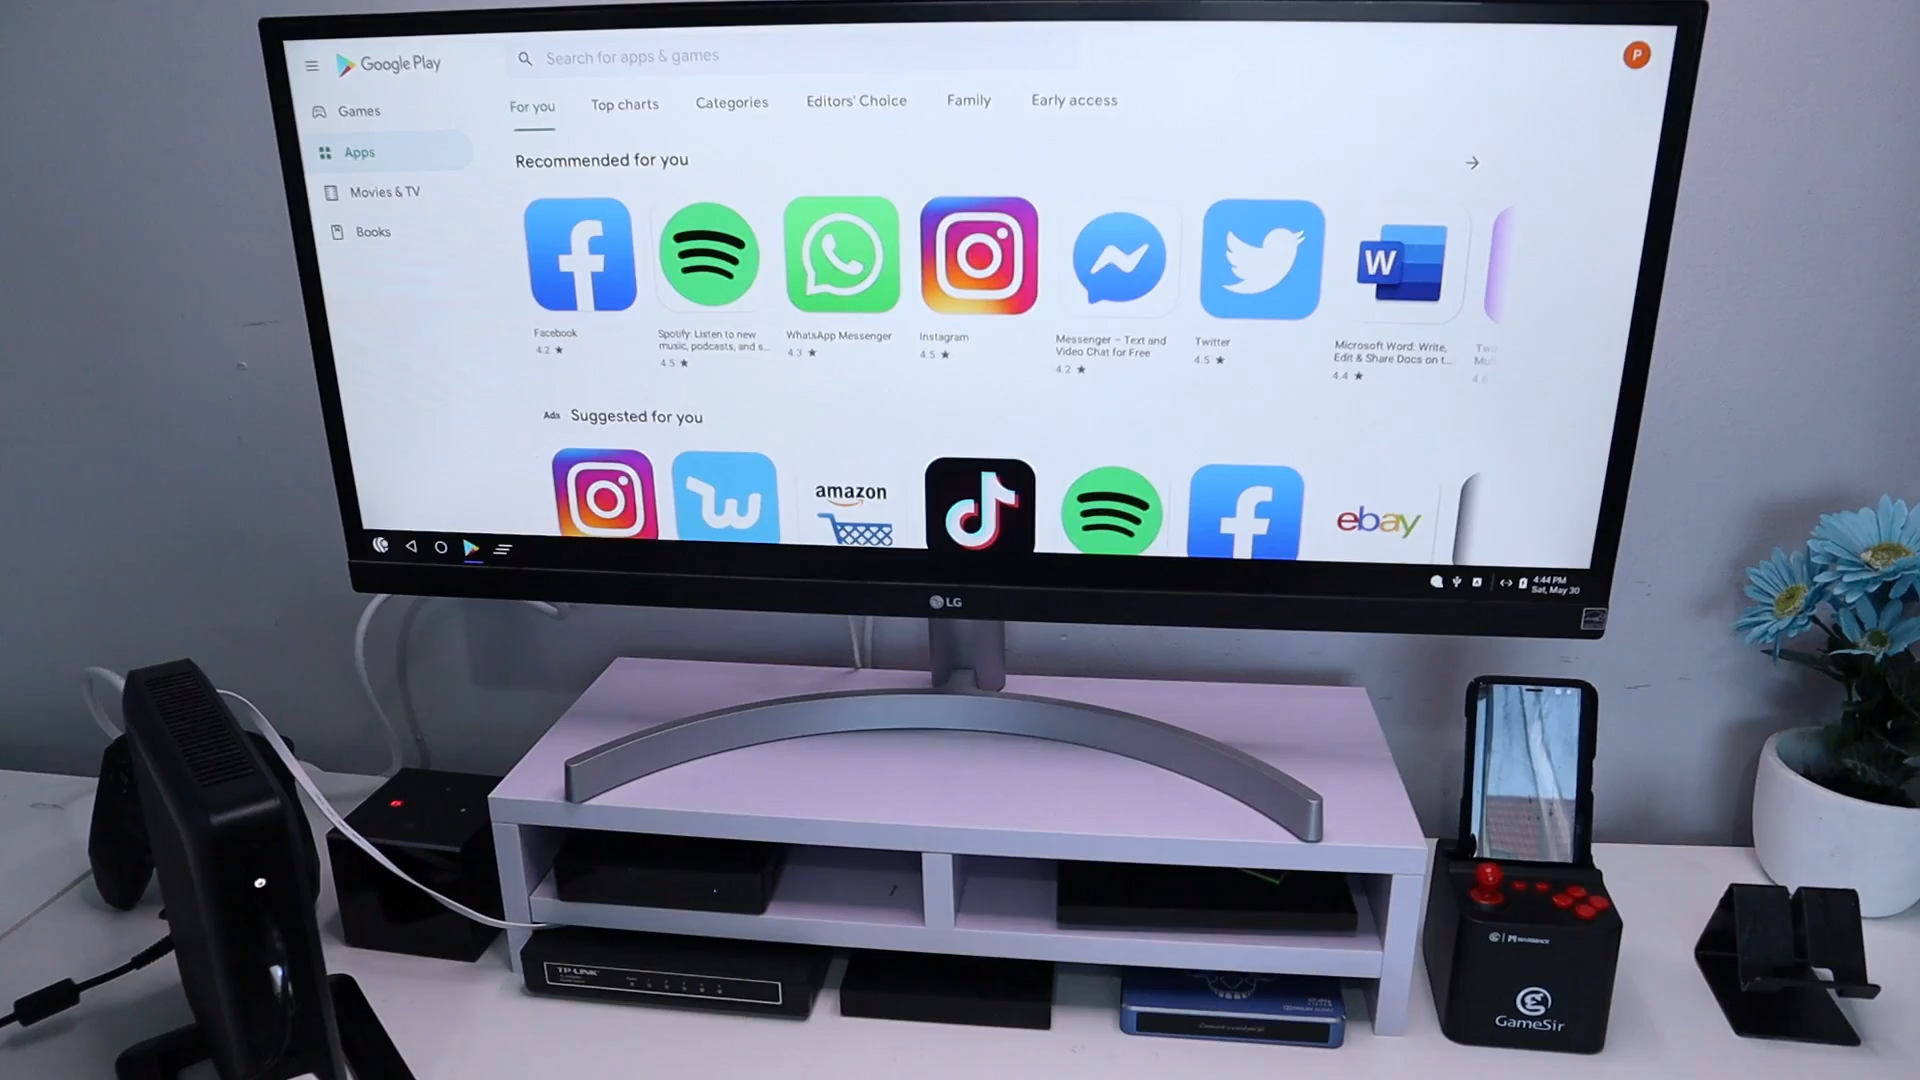 Google Play
Search for apps & games
P
Games
Apps
Movies & TV
Books
For you
Top charts
Categories
Editors' Choice
Family
Early access
Recommended for you
Facebook
4.2 ★
Spotify: Listen to new
music, podcasts, and s...
4.5 ★
WhatsApp Messenger
4.3 ★
Instagram
4.5 ★
Messenger – Text and
Video Chat for Free
4.2 ★
Twitter
4.5 ★
W
Microsoft Word: Write,
Edit & Share Docs on t...
4.4 ★
Ads Suggested for you
amazon
ebay
4:44 PM
Sat, May 30
LG
TP-LINK
GameSir